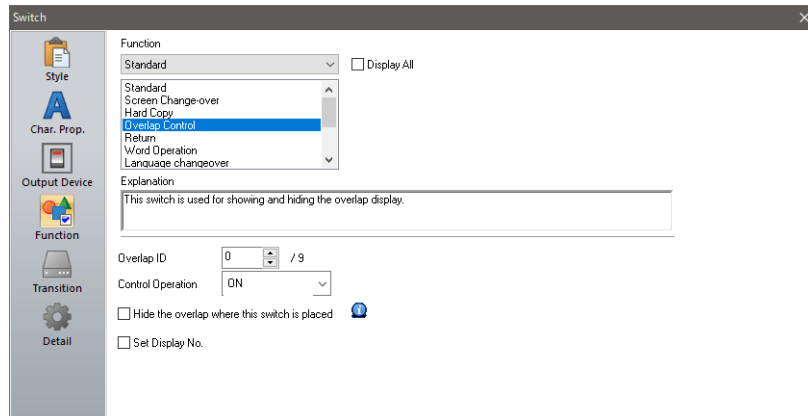 Switch
Style
Char. Prop.
Output Device
Function
Transition
Detail
Function
Standard
Display All
Standard
Screen Change-over
Hard Copy
Overlap Control
Return
Word Operation
Language changeover
Explanation
This switch is used for showing and hiding the overlap display.
Overlap ID 0 / 9
Control Operation ON
Hide the overlap where this switch is placed
Set Display No.